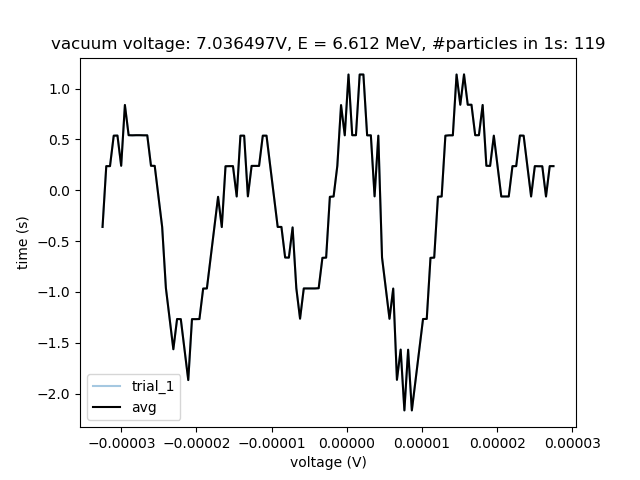 vacuum voltage: 7.036497V, E = 6.612 MeV, #particles in 1s: 119
1.0
0.5
0.0
−0.5
−1.0
−1.5
−2.0
time (s)
trial_1
avg
−0.00003 −0.00002 −0.00001 0.00000 0.00001 0.00002 0.00003
voltage (V)